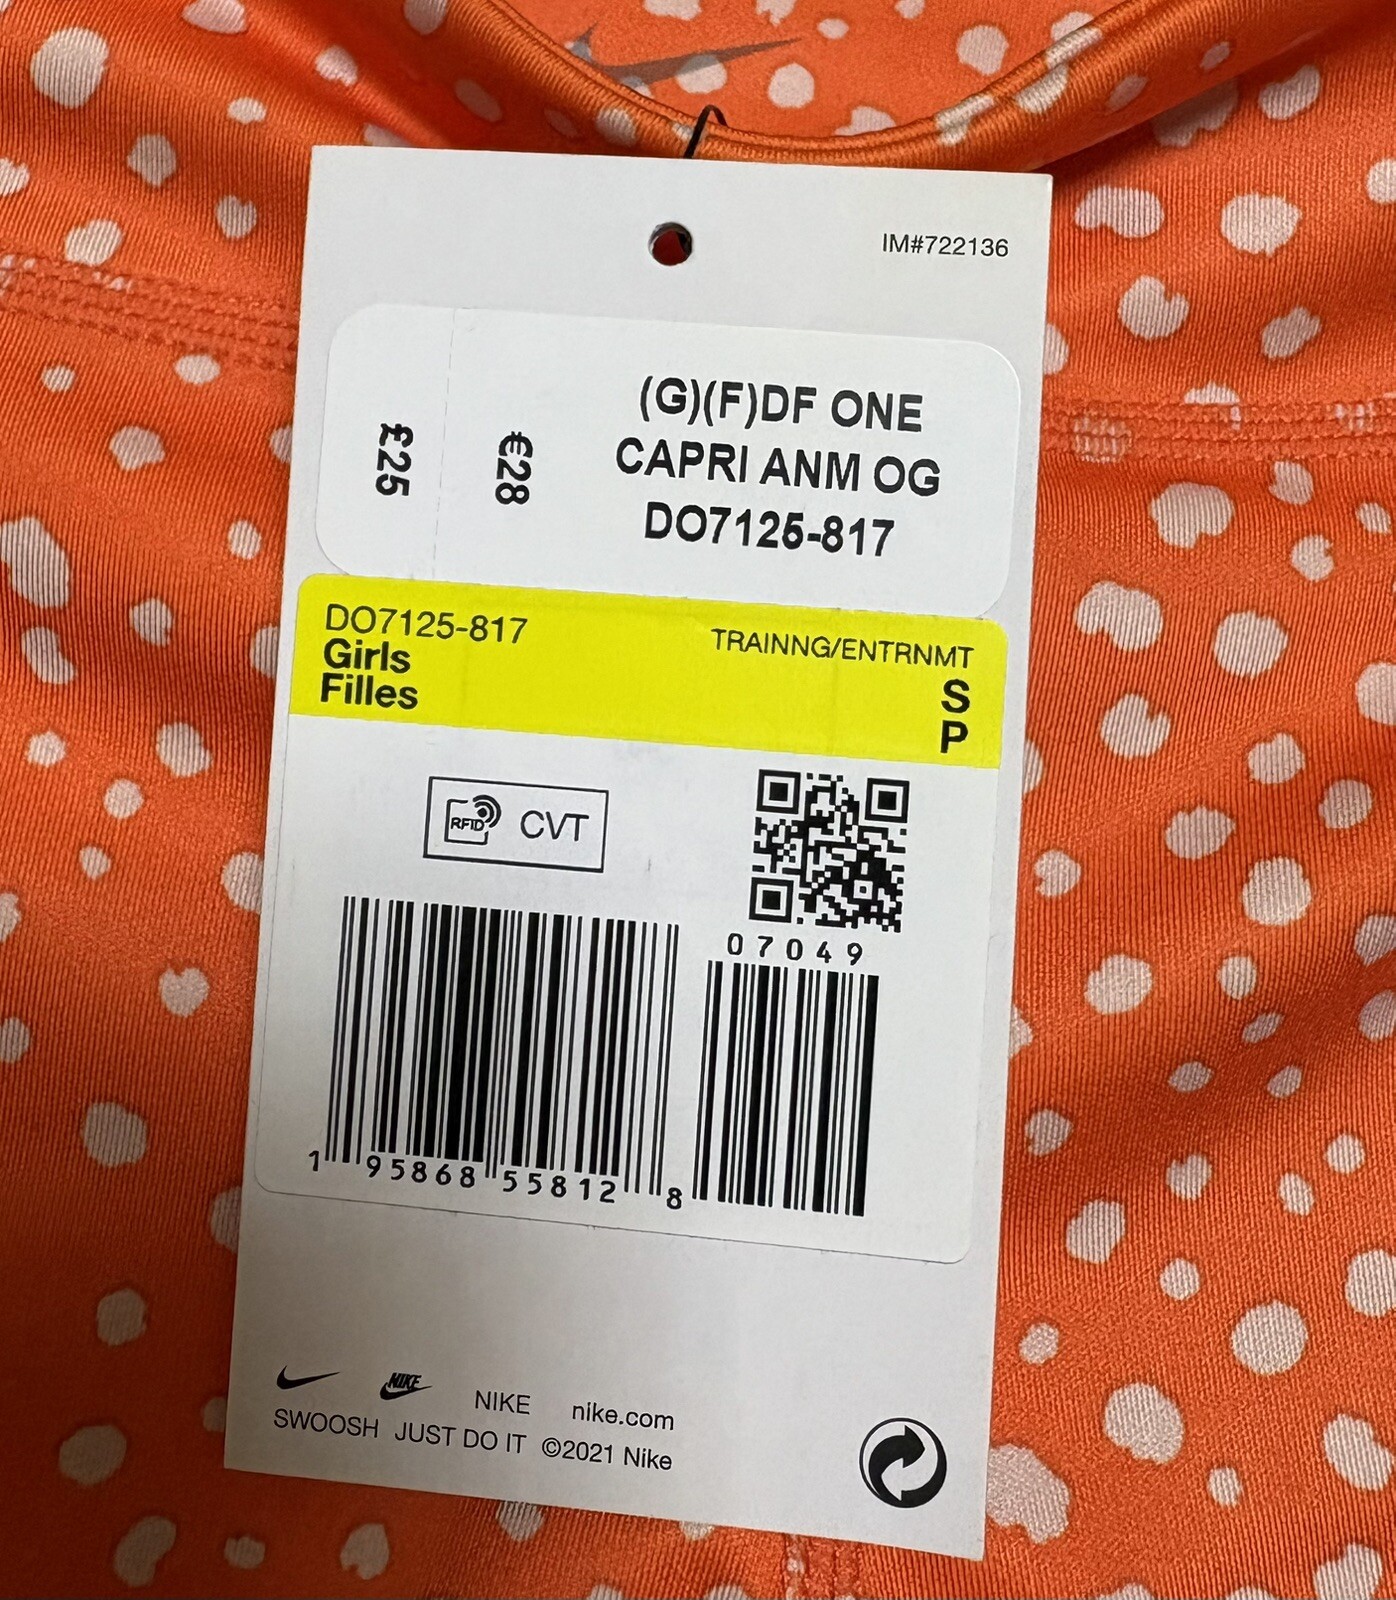 IM#722136
(G)(F)DF ONE
CAPRI ANM OG
DO7125-817
£25
€28
DO7125-817
Girls
Filles
TRAINNG/ENTRNMT
S
P
RFID CVT
07049
1 95868 55812 8
NIKE NIKE nike.com
SWOOSH JUST DO IT ©2021 Nike